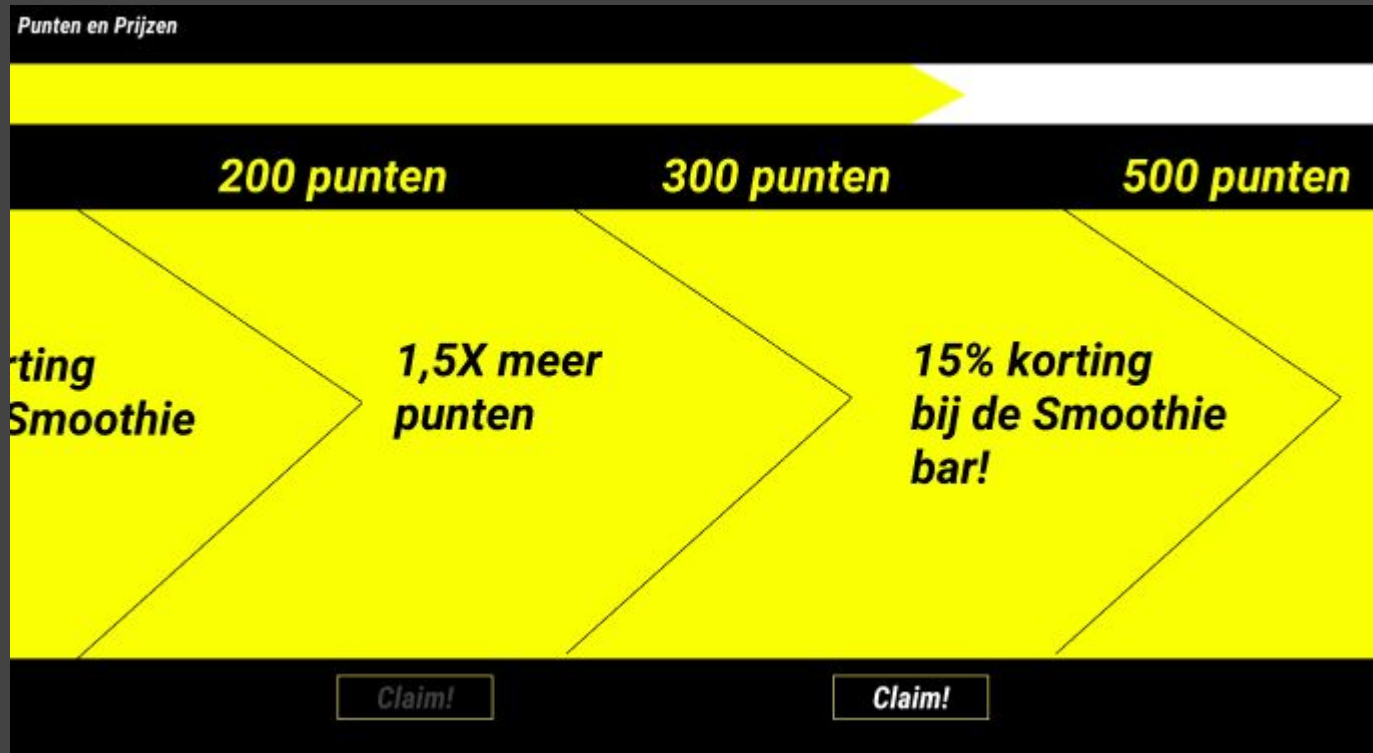 Punten en Prijzen
200 punten
300 punten
500 punten
rting
Smoothie
1,5X meer
punten
15% korting
bij de Smoothie
bar!
Claim!
Claim!